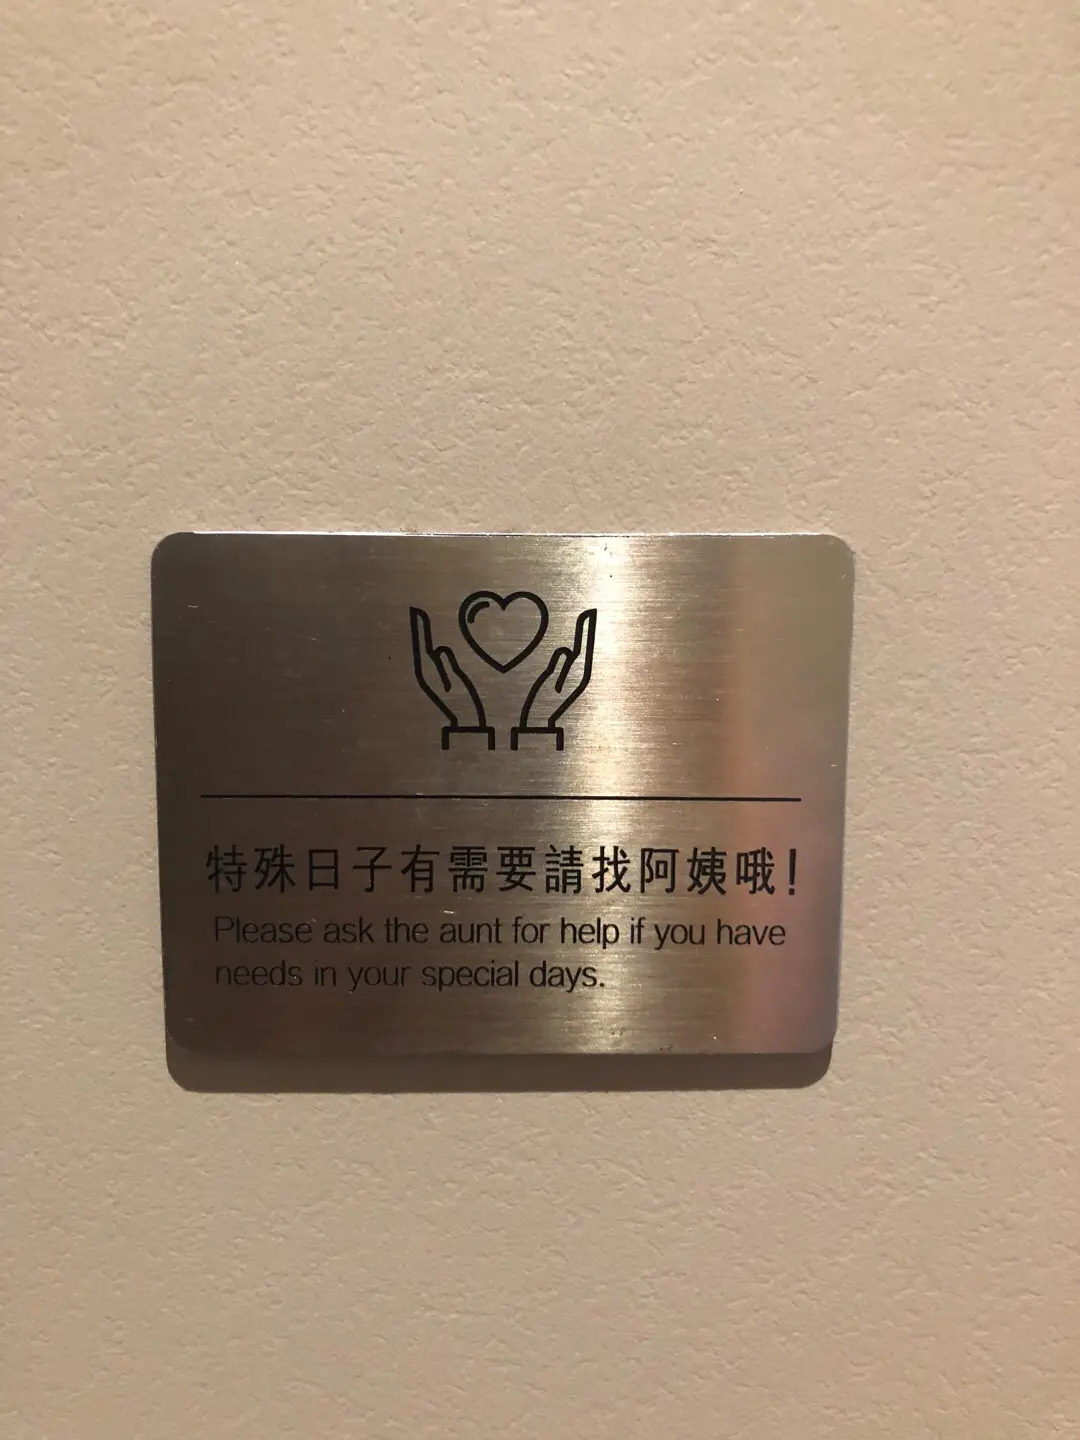 特殊日子有需要請找阿姨哦!
Please ask the aunt for help if you have
needs in your special days.